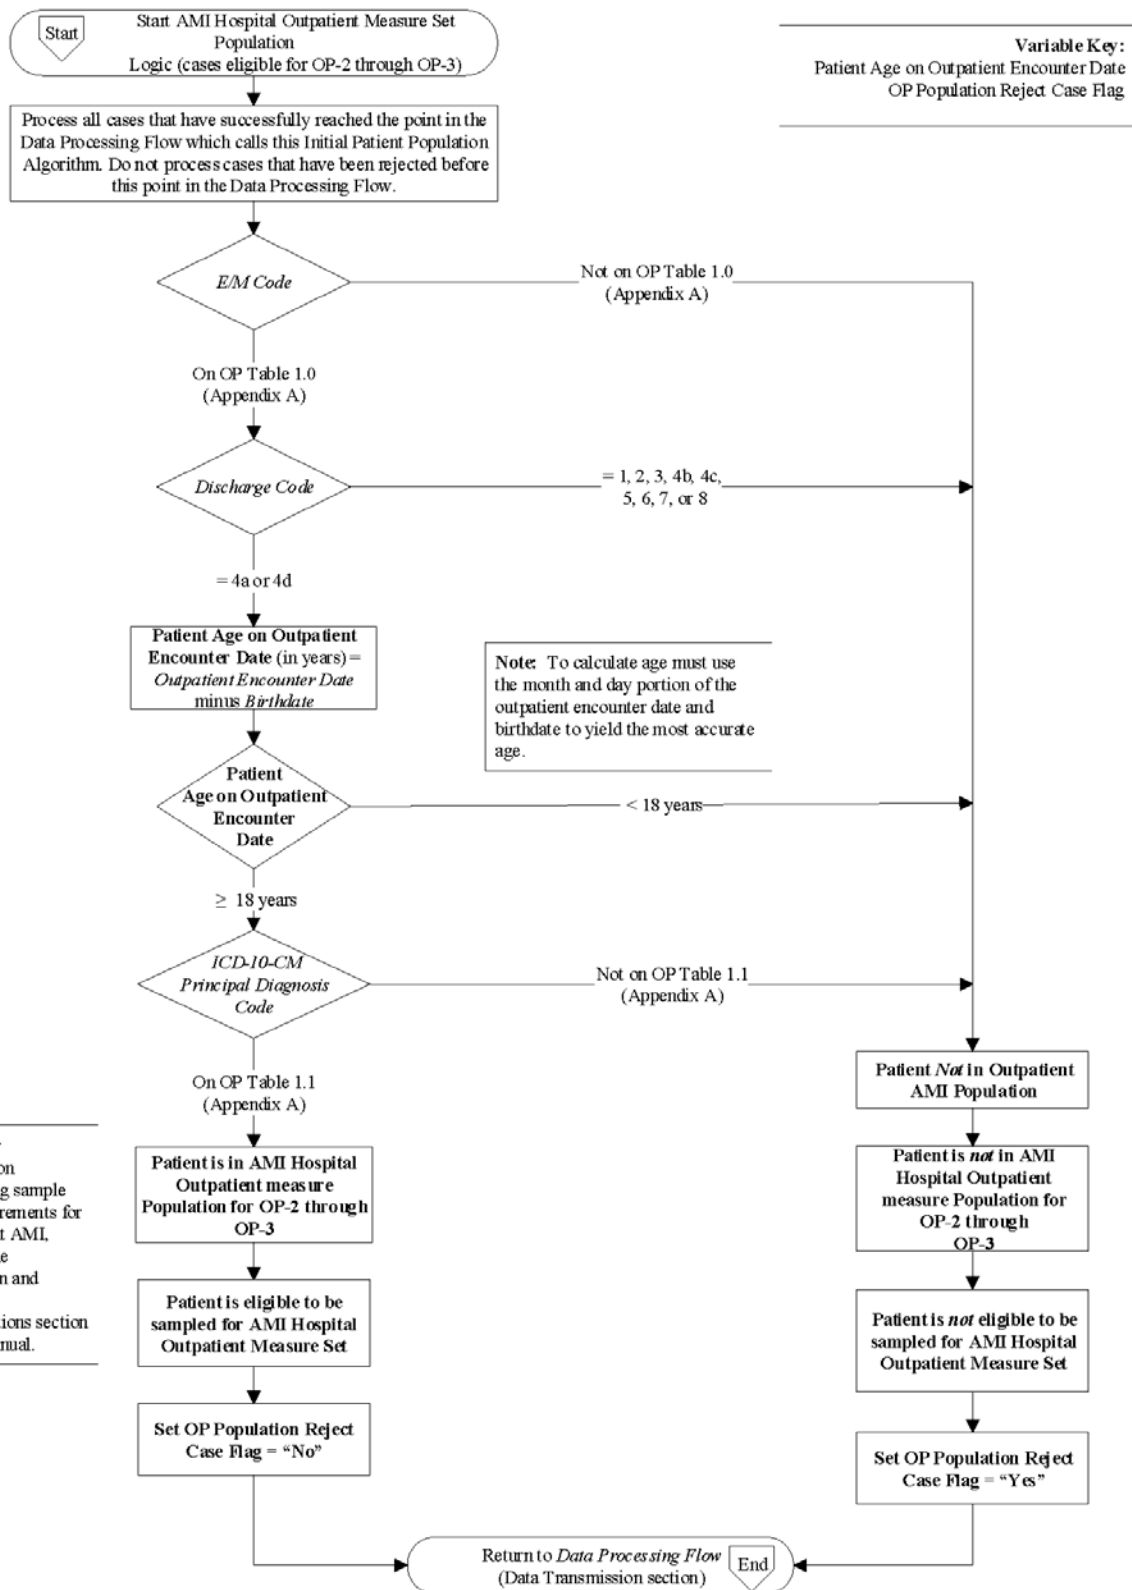 Start
Start AMI Hospital Outpatient Measure Set
Population
Logic (cases eligible for OP-2 through OP-3)
Variable Key:
Patient Age on Outpatient Encounter Date
OP Population Reject Case Flag
Process all cases that have successfully reached the point in the
Data Processing Flow which calls this Initial Patient Population
Algorithm. Do not process cases that have been rejected before
this point in the Data Processing Flow.
E/M Code
Not on OP Table 1.0
(Appendix A)
On OP Table 1.0
(Appendix A)
Discharge Code
= 1, 2, 3, 4b, 4c,
5, 6, 7, or 8
= 4a or 4d
Patient Age on Outpatient
Encounter Date (in years) =
Outpatient Encounter Date
minus Birthdate
Note: To calculate age must use
the month and day portion of the
outpatient encounter date and
birthdate to yield the most accurate
age.
Patient
Age on Outpatient
Encounter
Date
< 18 years
≥ 18 years
ICD-10-CM
Principal Diagnosis
Code
Not on OP Table 1.1
(Appendix A)
On OP Table 1.1
(Appendix A)
Patient Not in Outpatient
AMI Population
on
g sample
rements for
t AMI,
e
n and
tions section
nual.
Patient is in AMI Hospital
Outpatient measure
Population for OP-2 through
OP-3
Patient is not in AMI
Hospital Outpatient
measure Population for
OP-2 through
OP-3
Patient is eligible to be
sampled for AMI Hospital
Outpatient Measure Set
Patient is not eligible to be
sampled for AMI Hospital
Outpatient Measure Set
Set OP Population Reject
Case Flag = “No”
Set OP Population Reject
Case Flag = “Yes”
Return to Data Processing Flow
(Data Transmission section)
End